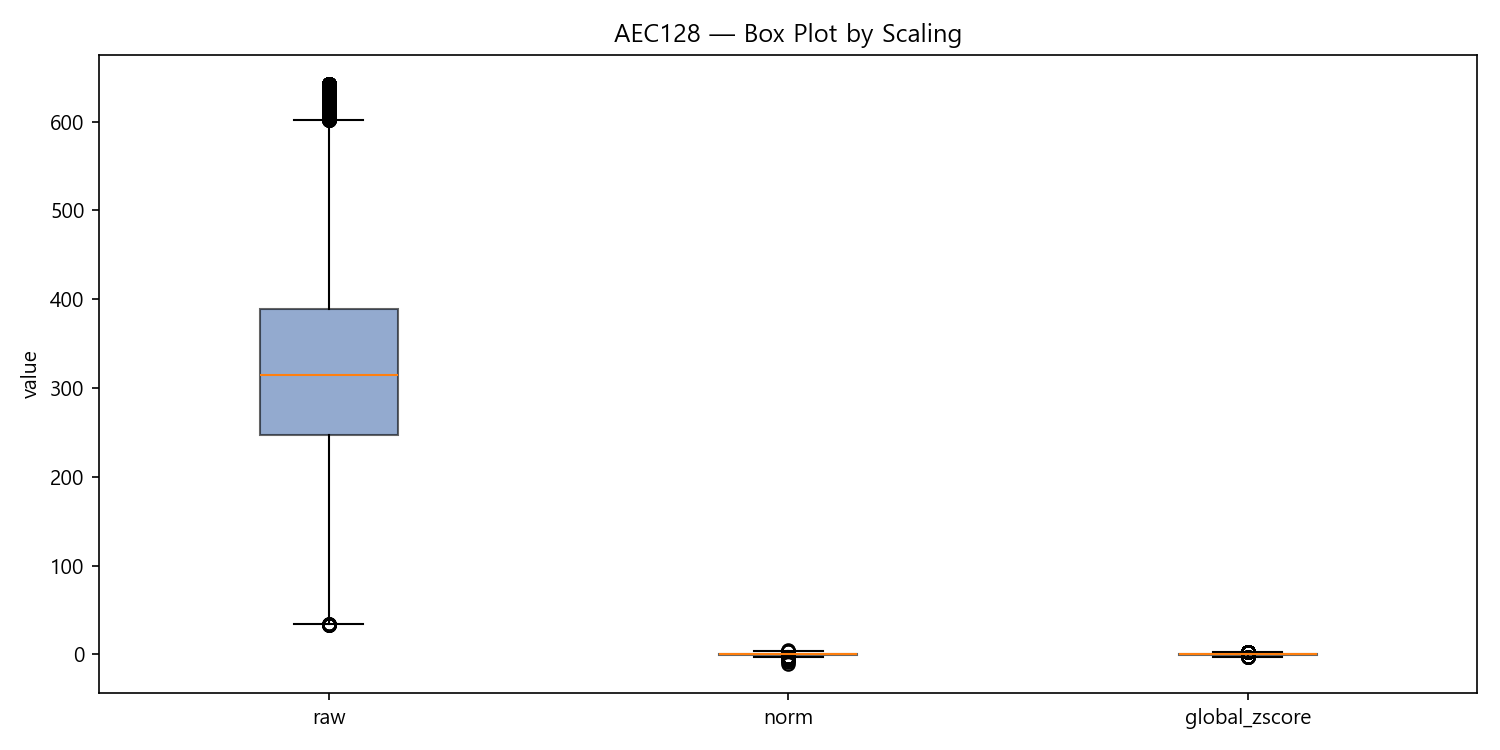 AEC128 — Box Plot by Scaling
value
600
500
400
300
200
100
0
raw
norm
global_zscore